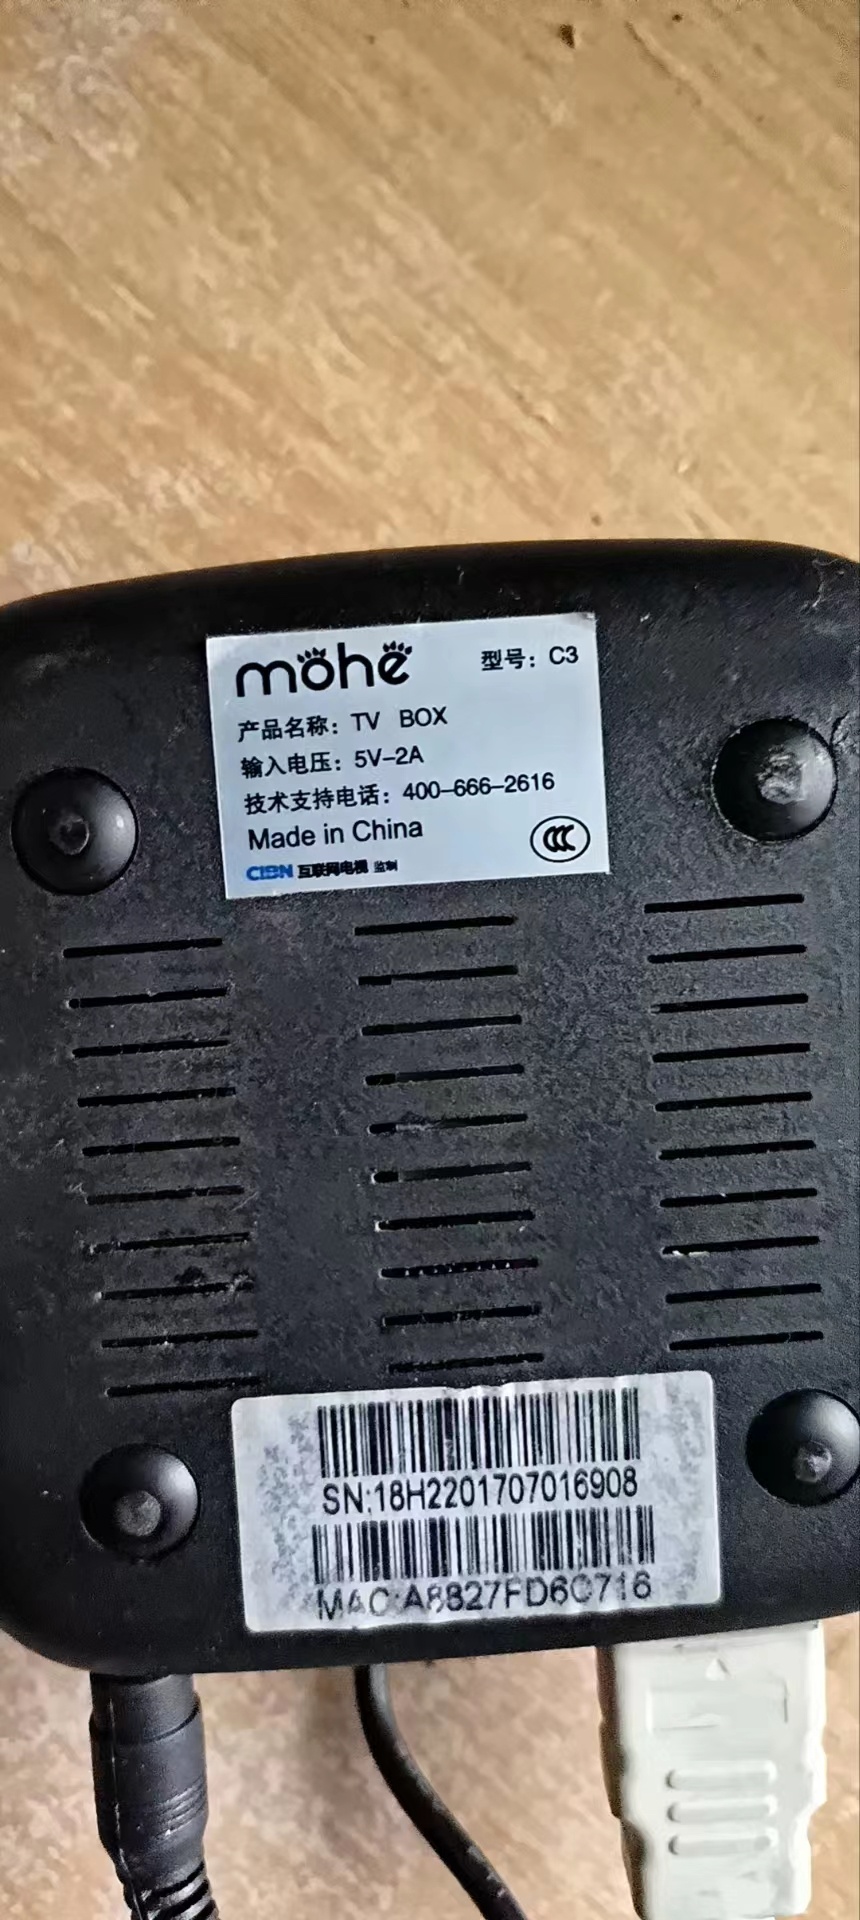 mohe
型号：C3
产品名称：TV BOX
输入电压：5V-2A
技术支持电话：400-666-2616
Made in China
CIBN 互联网电视 监制
SN:18H2201707016908
MAC:A8827FD6C716